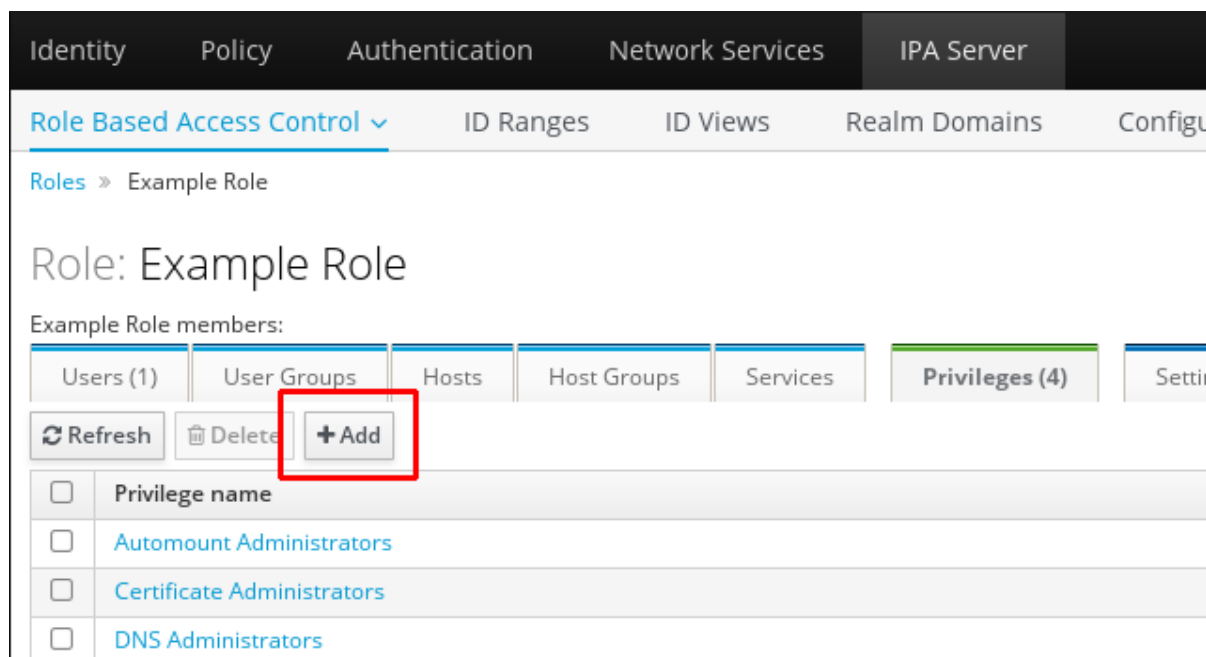 Identity Policy Authentication Network Services IPA Server
Role Based Access Control ID Ranges ID Views Realm Domains Configu
Roles » Example Role
Role: Example Role
Example Role members:
Users (1) User Groups Hosts Host Groups Services Privileges (4) Settin
Refresh Delete +Add
Privilege name
Automount Administrators
Certificate Administrators
DNS Administrators